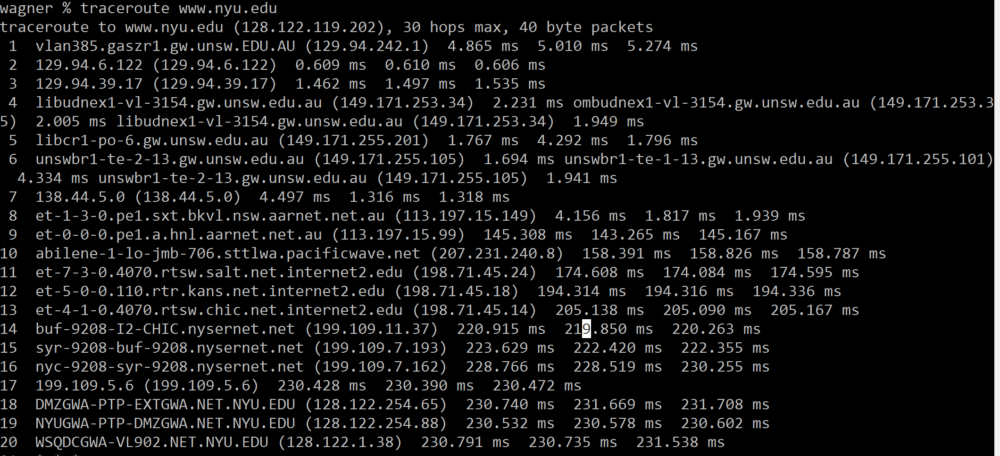 wagner % traceroute www.nyu.edu
traceroute to www.nyu.edu (128.122.119.202), 30 hops max, 40 byte packets
 1  vlan385.gaszr1.gw.unsw.EDU.AU (129.94.242.1)  4.865 ms  5.010 ms  5.274 ms
 2  129.94.6.122 (129.94.6.122)  0.609 ms  0.610 ms  0.606 ms
 3  129.94.39.17 (129.94.39.17)  1.462 ms  1.497 ms  1.535 ms
 4  libudnex1-vl-3154.gw.unsw.edu.au (149.171.253.34)  2.231 ms ombudnex1-vl-3154.gw.unsw.edu.au (149.171.253.3
5)  2.005 ms libudnex1-vl-3154.gw.unsw.edu.au (149.171.253.34)  1.949 ms
 5  libcr1-po-6.gw.unsw.edu.au (149.171.255.201)  1.767 ms  4.292 ms  1.796 ms
 6  unswbr1-te-2-13.gw.unsw.edu.au (149.171.255.105)  1.694 ms unswbr1-te-1-13.gw.unsw.edu.au (149.171.255.101)
  4.334 ms unswbr1-te-2-13.gw.unsw.edu.au (149.171.255.105)  1.941 ms
 7  138.44.5.0 (138.44.5.0)  4.497 ms  1.316 ms  1.318 ms
 8  et-1-3-0.pe1.sxt.bkvl.nsw.aarnet.net.au (113.197.15.149)  4.156 ms  1.817 ms  1.939 ms
 9  et-0-0-0.pe1.a.hnl.aarnet.net.au (113.197.15.99)  145.308 ms  143.265 ms  145.167 ms
10  abilene-1-lo-jmb-706.sttlwa.pacificwave.net (207.231.240.8)  158.391 ms  158.826 ms  158.787 ms
11  et-7-3-0.4070.rtsw.salt.net.internet2.edu (198.71.45.24)  174.608 ms  174.084 ms  174.595 ms
12  et-5-0-0.110.rtr.kans.net.internet2.edu (198.71.45.18)  194.314 ms  194.316 ms  194.336 ms
13  et-4-1-0.4070.rtsw.chic.net.internet2.edu (198.71.45.14)  205.138 ms  205.090 ms  205.167 ms
14  buf-9208-I2-CHIC.nysernet.net (199.109.11.37)  220.915 ms  219.850 ms  220.263 ms
15  syr-9208-buf-9208.nysernet.net (199.109.7.193)  223.629 ms  222.420 ms  222.355 ms
16  nyc-9208-syr-9208.nysernet.net (199.109.7.162)  228.766 ms  228.519 ms  230.255 ms
17  199.109.5.6 (199.109.5.6)  230.428 ms  230.390 ms  230.472 ms
18  DMZGWA-PTP-EXTGWA.NET.NYU.EDU (128.122.254.65)  230.740 ms  231.669 ms  231.708 ms
19  NYUGWA-PTP-DMZGWA.NET.NYU.EDU (128.122.254.88)  230.532 ms  230.578 ms  230.602 ms
20  WSQDCGWA-VL902.NET.NYU.EDU (128.122.1.38)  230.791 ms  230.735 ms  231.538 ms